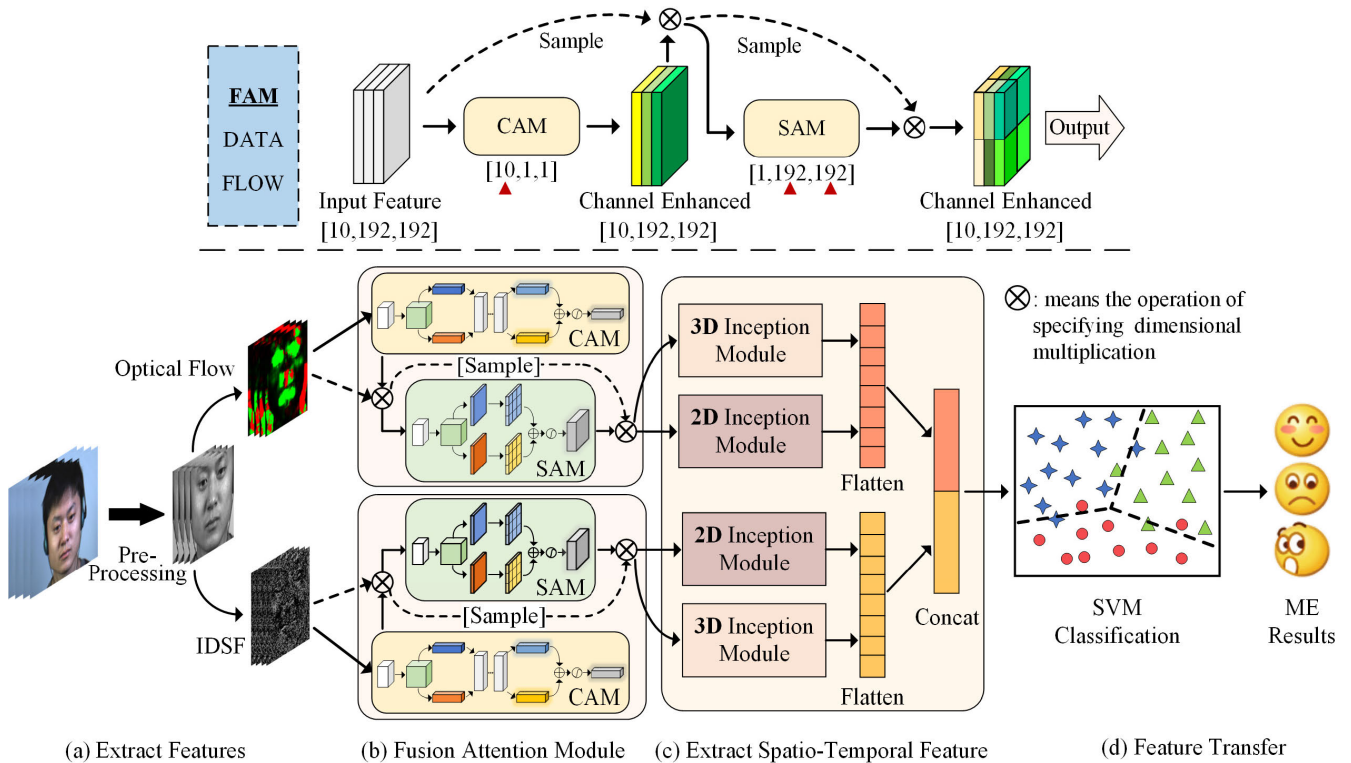 FAM
DATA
FLOW
Sample
Sample
CAM
SAM
Output
[10,1,1]
[1,192,192]
Input Feature
Channel Enhanced
Channel Enhanced
[10,192,192]
[10,192,192]
[10,192,192]
Optical Flow
Pre-
Processing
IDSF
CAM
[Sample]
SAM
SAM
[Sample]
CAM
3D Inception
Module
2D Inception
Module
Flatten
2D Inception
Module
3D Inception
Module
Flatten
Concat
: means the operation of
specifying dimensional
multiplication
SVM
Classification
ME
Results
(a) Extract Features
(b) Fusion Attention Module
(c) Extract Spatio-Temporal Feature
(d) Feature Transfer